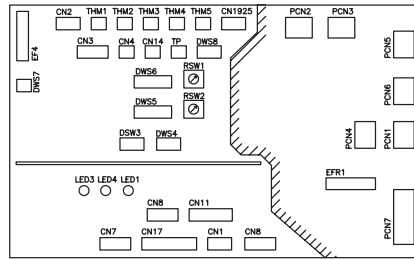 CN2 THM1 THM2 THM3 THM4 THM5 CN1925 PCN2 PCN3
EF4
CN3 CN4 CN14 TP DWS8
PCN5
DWS7
DWS6 RSW1
PCN6
DWS5 RSW2
DSW3 DWS4
PCN4 PCN1
LED3 LED4 LED1
EFR1
CN8 CN11
PCN7
CN7 CN17 CN1 CN8